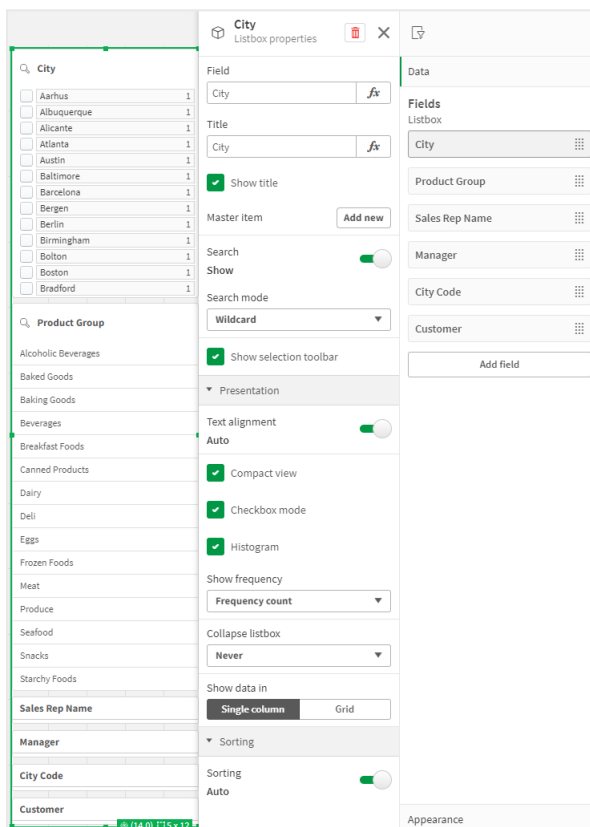 City
Aarhus 1
Albuquerque 1
Alicante 1
Atlanta 1
Austin 1
Baltimore 1
Barcelona 1
Bergen 1
Berlin 1
Birmingham 1
Bolton 1
Boston 1
Bradford 1
Product Group
Alcoholic Beverages
Baked Goods
Baking Goods
Beverages
Breakfast Foods
Canned Products
Dairy
Deli
Eggs
Frozen Foods
Meat
Produce
Seafood
Snacks
Starchy Foods
Sales Rep Name
Manager
City Code
Customer
(14,0) 5 x 12
City
Listbox properties
Field
City fx
Title
City fx
Show title
Master item Add new
Search
Show
Search mode
Wildcard
Show selection toolbar
Presentation
Text alignment
Auto
Compact view
Checkbox mode
Histogram
Show frequency
Frequency count
Collapse listbox
Never
Show data in
Single column Grid
Sorting
Sorting
Auto
Data
Fields
Listbox
City
Product Group
Sales Rep Name
Manager
City Code
Customer
Add field
Appearance